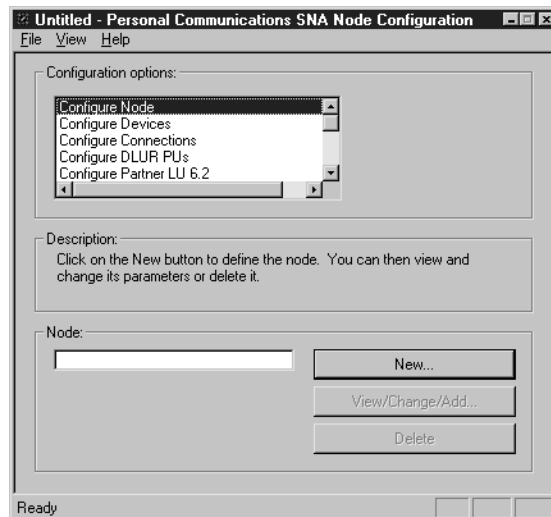 Untitled - Personal Communications SNA Node Configuration
File View Help
Configuration options:
Configure Node
Configure Devices
Configure Connections
Configure DLUR PUs
Configure Partner LU 6.2
Description:
Click on the New button to define the node. You can then view and
change its parameters or delete it.
Node:
New...
View/Change/Add...
Delete
Ready